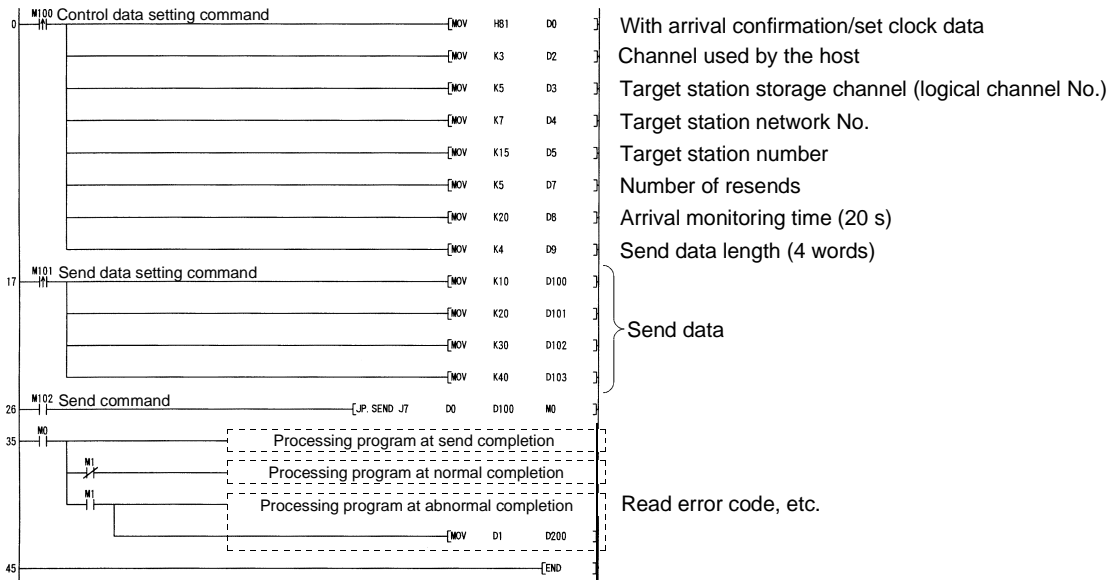 M100 Control data setting command
0 [MOV H81 D0 ] With arrival confirmation/set clock data
[MOV K3 D2 ] Channel used by the host
[MOV K5 D3 ] Target station storage channel (logical channel No.)
[MOV K7 D4 ] Target station network No.
[MOV K15 D5 ] Target station number
[MOV K5 D7 ] Number of resends
[MOV K20 D8 ] Arrival monitoring time (20 s)
[MOV K4 D9 ] Send data length (4 words)
M101 Send data setting command
17 [MOV K10 D100 ]
[MOV K20 D101 ]
[MOV K30 D102 ]
[MOV K40 D103 ]
Send data
M102 Send command
26 [JP.SEND J7 D0 D100 M0 ]
M0
35 Processing program at send completion
M1
Processing program at normal completion
M1
Processing program at abnormal completion
Read error code, etc.
[MOV D1 D200 ]
45 [END ]